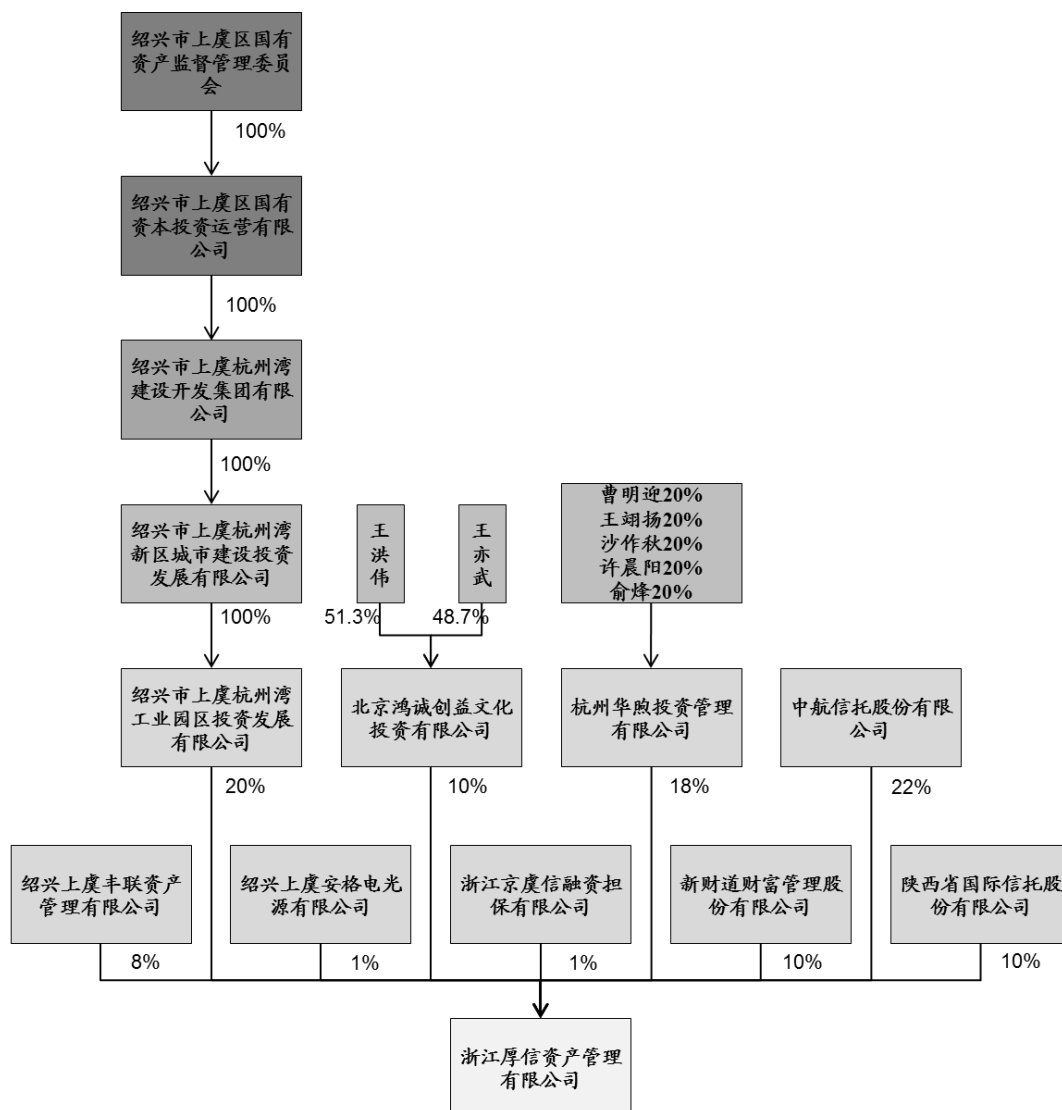 绍兴市上虞区国有
资产监督管理委员
会
100%
绍兴市上虞区国有
资本投资运营有限
公司
100%
绍兴市上虞杭州湾
建设开发集团有限
公司
100%
绍兴市上虞杭州湾
新区城市建设投资
发展有限公司
100%
王
洪
伟
51.3%
王
亦
武
48.7%
曹明迎20%
王翊扬20%
沙作秋20%
许晨阳20%
俞烽20%
绍兴市上虞杭州湾
工业园区投资发展
有限公司
20%
北京鸿诚创益文化
投资有限公司
10%
杭州华煦投资管理
有限公司
18%
中航信托股份有限
公司
22%
绍兴上虞丰联资产
管理有限公司
8%
绍兴上虞安格电光
源有限公司
1%
浙江京虞信融资担
保有限公司
1%
新财道财富管理股
份有限公司
10%
陕西省国际信托股
份有限公司
10%
浙江厚信资产管理
有限公司